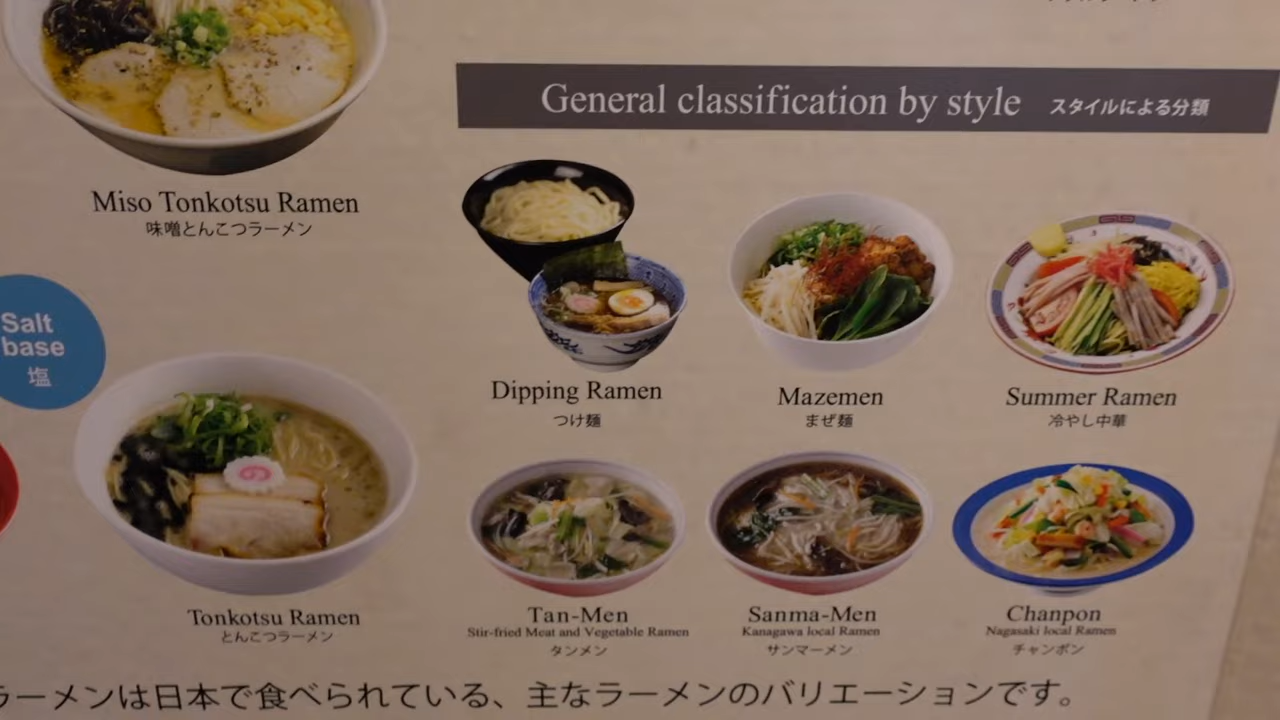 General classification by style スタイルによる分類
Miso Tonkotsu Ramen
味噌とんこつラーメン
Salt
base
塩
Dipping Ramen
つけ麺
Mazemen
まぜ麺
Summer Ramen
冷やし中華
Tonkotsu Ramen
とんこつラーメン
Tan-Men
Stir-fried Meat and Vegetable Ramen
タンメン
Sanma-Men
Kanagawa local Ramen
サンマーメン
Chanpon
Nagasaki local Ramen
チャンポン
ラーメンは日本で食べられている、主なラーメンのバリエーションです。